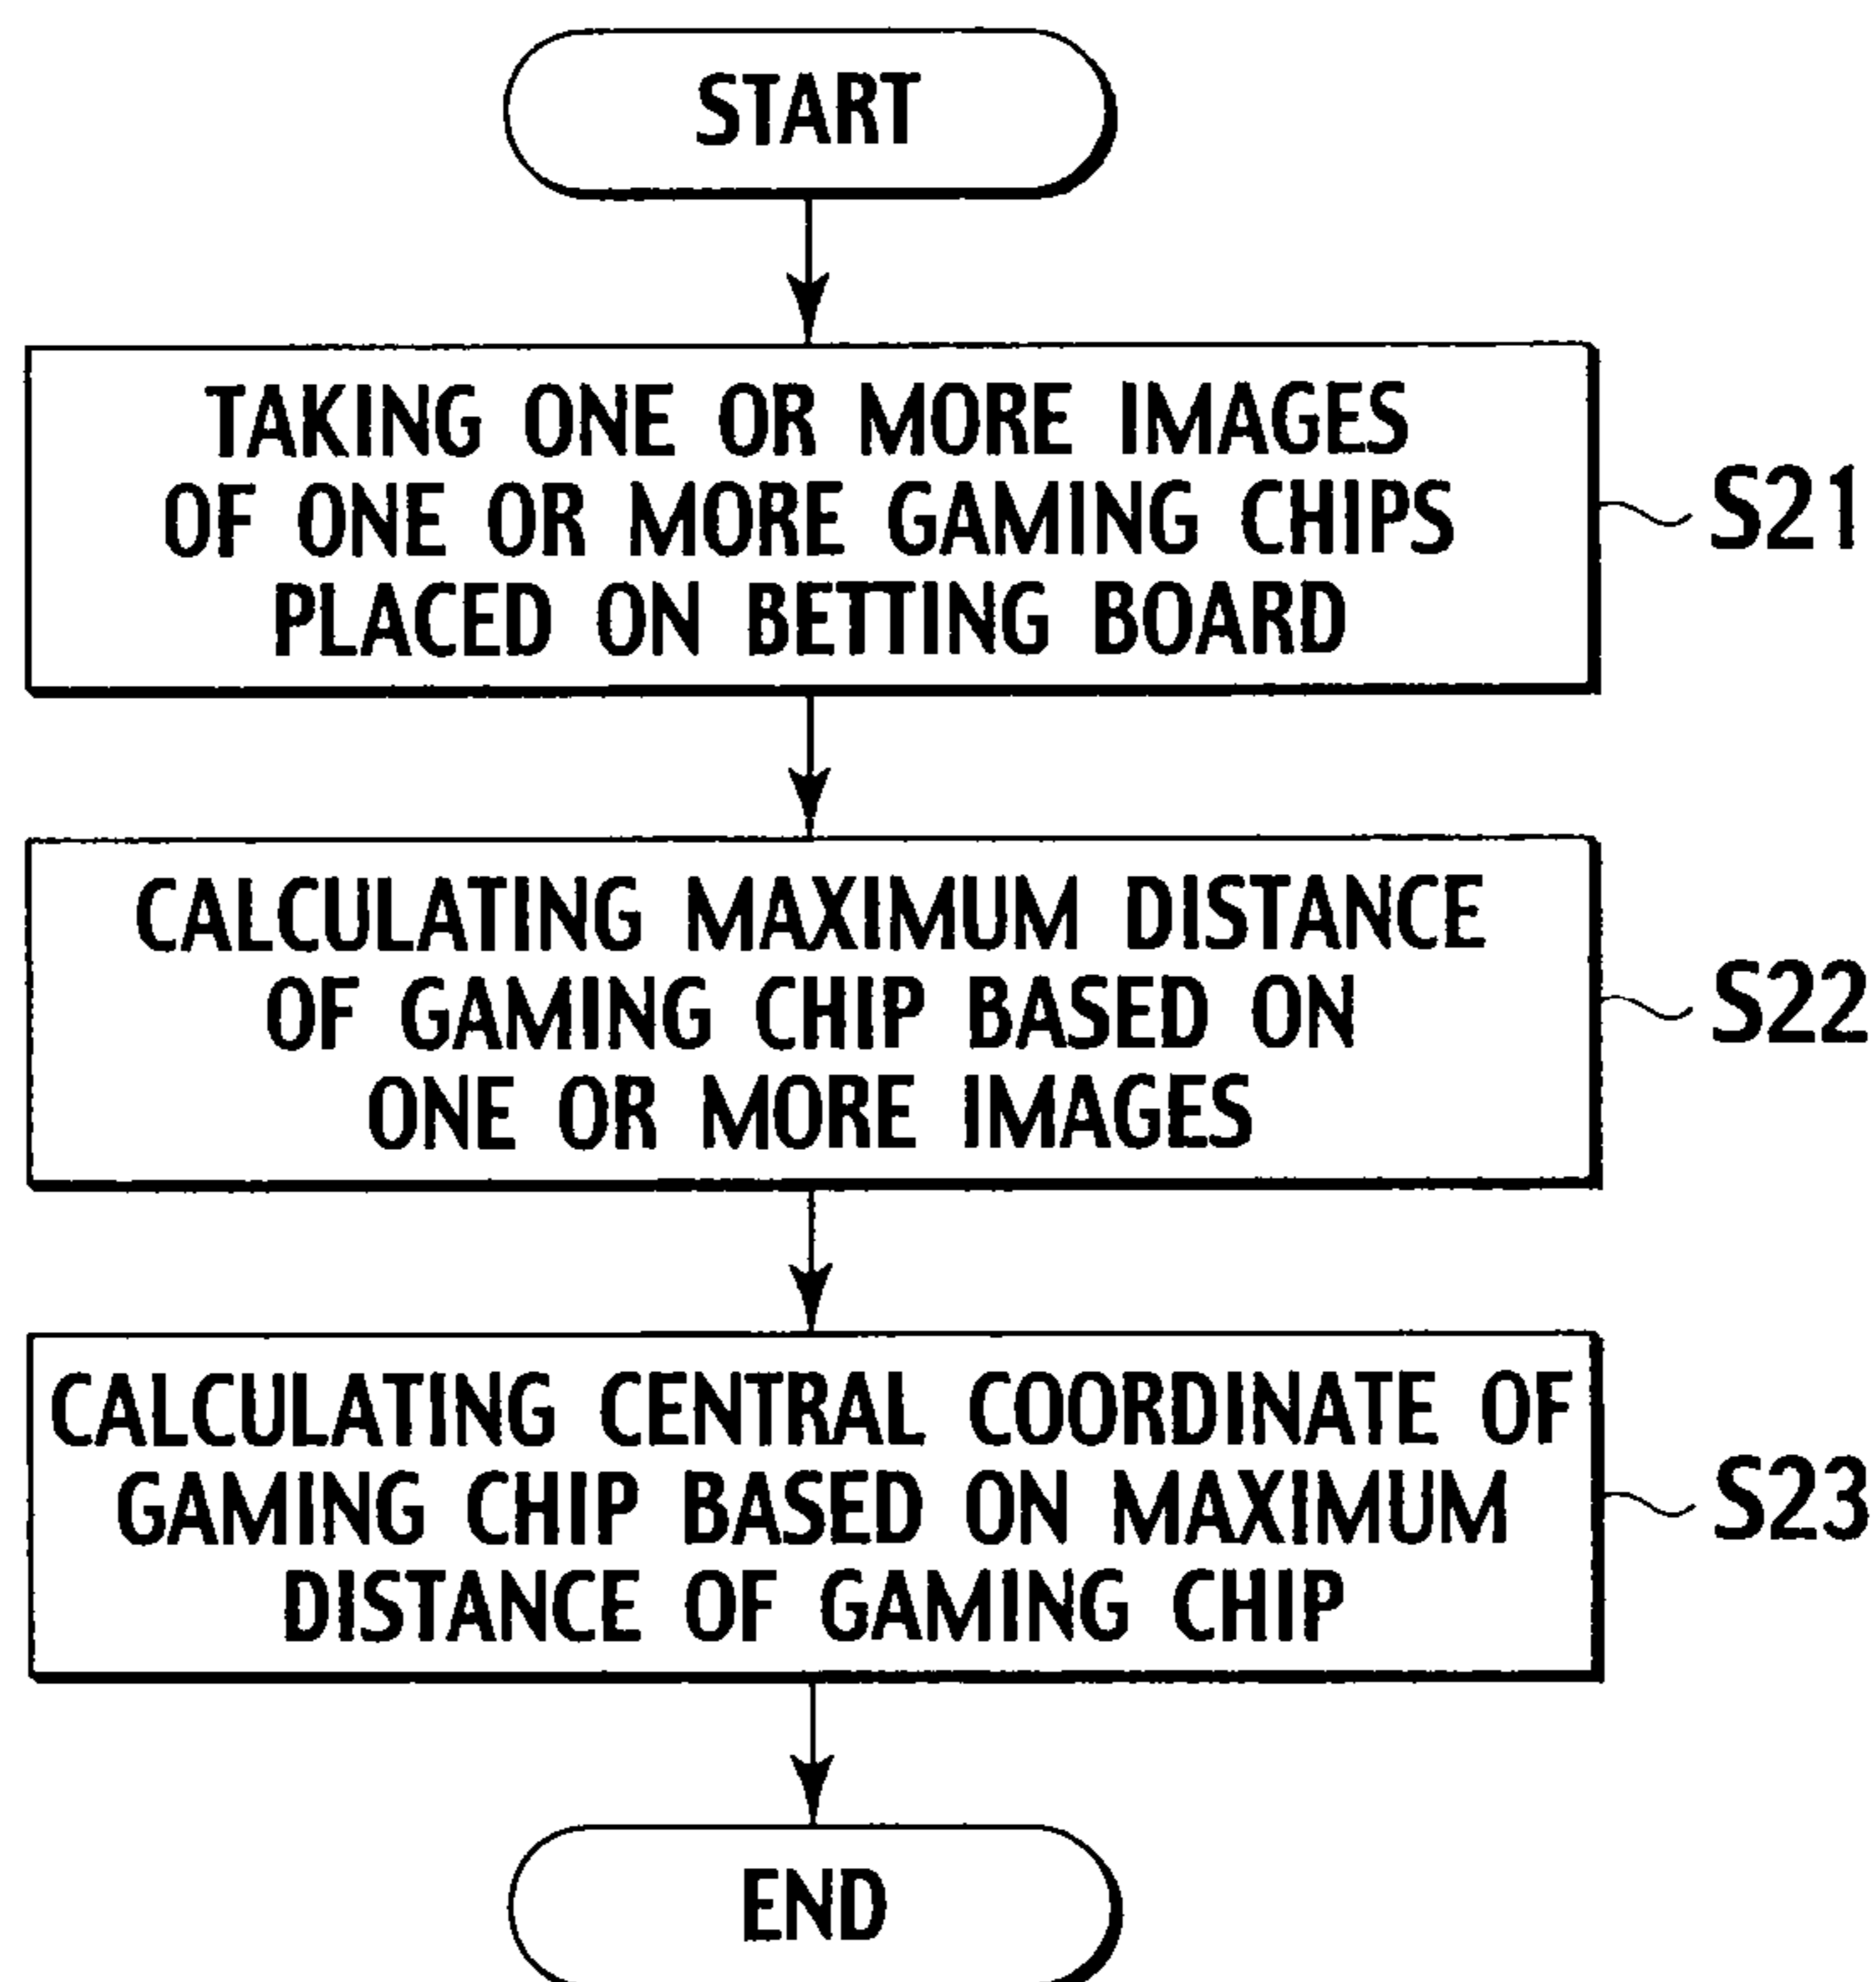 START
TAKING ONE OR MORE IMAGES
OF ONE OR MORE GAMING CHIPS
PLACED ON BETTING BOARD
S21
CALCULATING MAXIMUM DISTANCE
OF GAMING CHIP BASED ON
ONE OR MORE IMAGES
S22
CALCULATING CENTRAL COORDINATE OF
GAMING CHIP BASED ON MAXIMUM
DISTANCE OF GAMING CHIP
S23
END